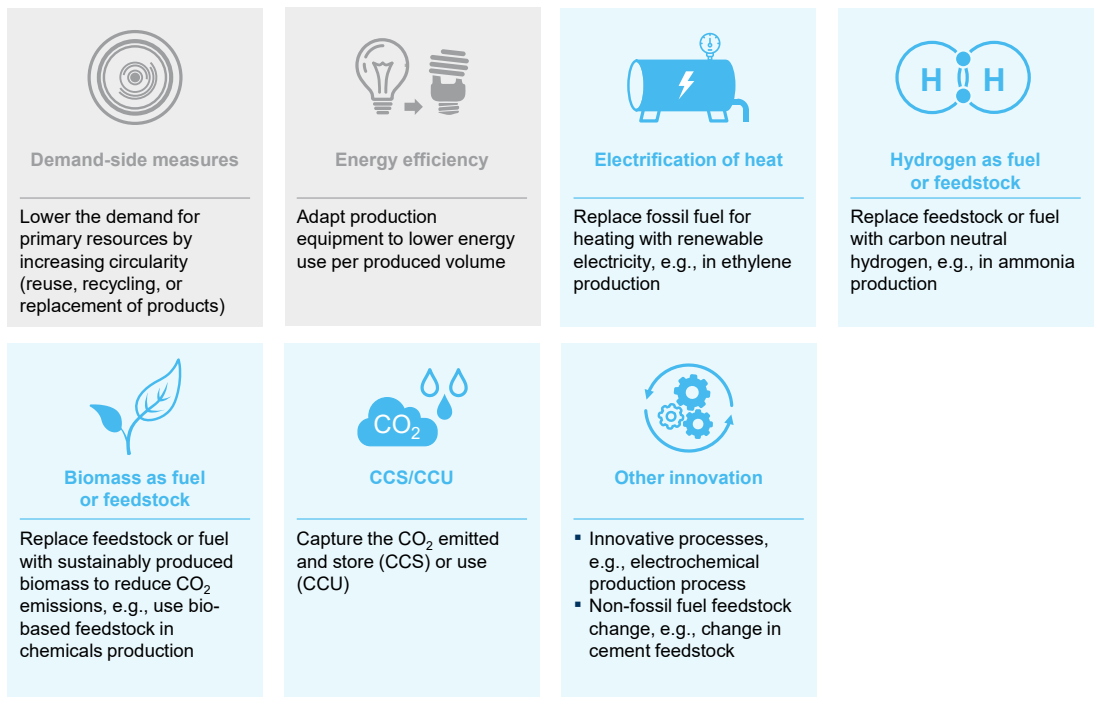 Demand-side measures
Lower the demand for
primary resources by
increasing circularity
(reuse, recycling, or
replacement of products)
Energy efficiency
Adapt production
equipment to lower energy
use per produced volume
Electrification of heat
Replace fossil fuel for
heating with renewable
electricity, e.g., in ethylene
production
H H
Hydrogen as fuel
or feedstock
Replace feedstock or fuel
with carbon neutral
hydrogen, e.g., in ammonia
production
Biomass as fuel
or feedstock
Replace feedstock or fuel
with sustainably produced
biomass to reduce CO₂
emissions, e.g., use bio-
based feedstock in
chemicals production
CO₂
CCS/CCU
Capture the CO₂ emitted
and store (CCS) or use
(CCU)
Other innovation
▪ Innovative processes,
e.g., electrochemical
production process
▪ Non-fossil fuel feedstock
change, e.g., change in
cement feedstock